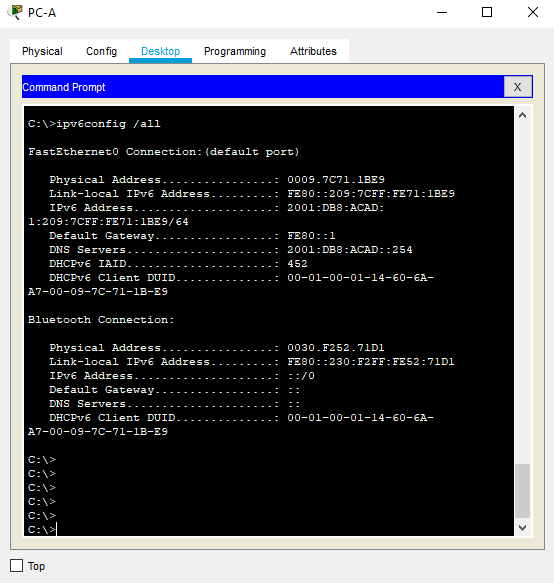 PC-A
Physical Config Desktop Programming Attributes
Command Prompt X
C:\>ipv6config /all
FastEthernet0 Connection:(default port)
Physical Address................: 0009.7C71.1BE9
Link-local IPv6 Address.........: FE80::209:7CFF:FE71:1BE9
IPv6 Address....................: 2001:DB8:ACAD:
1:209:7CFF:FE71:1BE9/64
Default Gateway.................: FE80::1
DNS Servers.....................: 2001:DB8:ACAD::254
DHCPv6 IAID.....................: 452
DHCPv6 Client DUID..............: 00-01-00-01-14-60-6A-
A7-00-09-7C-71-1B-E9
Bluetooth Connection:
Physical Address................: 0030.F252.71D1
Link-local IPv6 Address.........: FE80::230:F2FF:FE52:71D1
IPv6 Address....................: ::/0
Default Gateway.................: ::
DNS Servers.....................: ::
DHCPv6 Client DUID..............: 00-01-00-01-14-60-6A-
A7-00-09-7C-71-1B-E9
C:\>
C:\>
C:\>
C:\>
C:\>
C:\>
Top